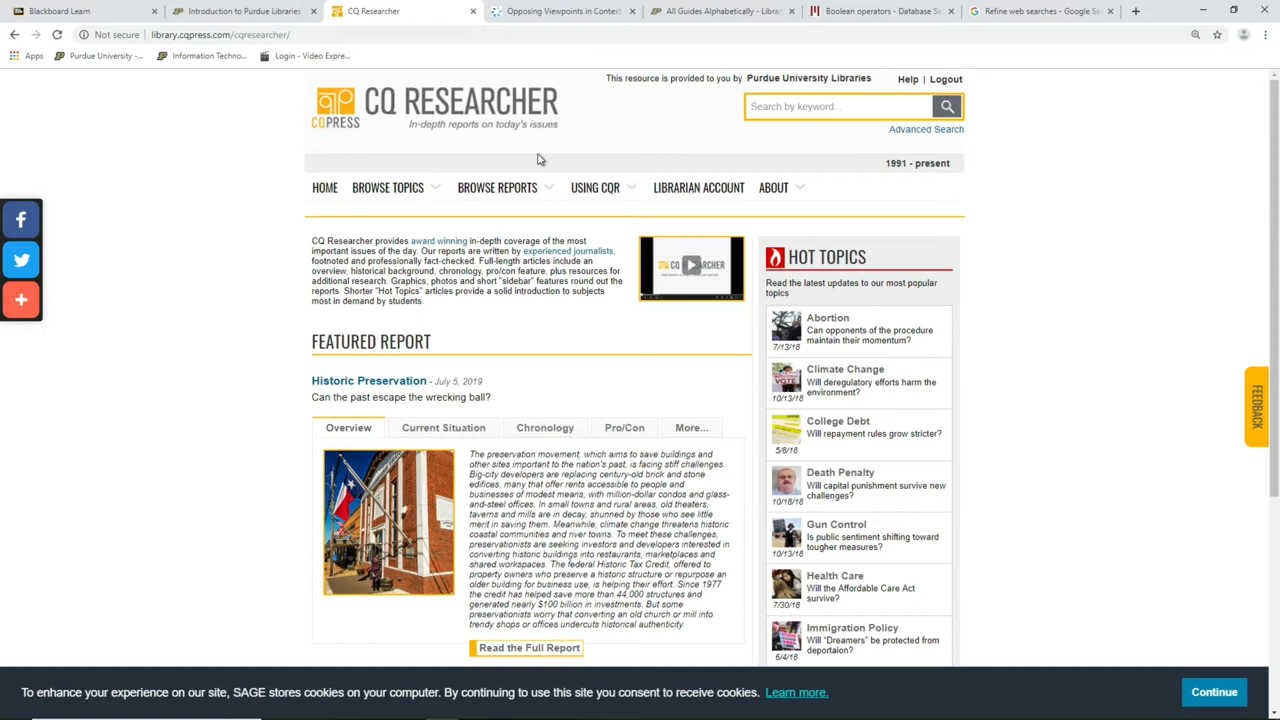 Blackboard Learn
Introduction to Purdue Libraries
CQ Researcher
Opposing Viewpoints in Context
All Guides Alphabetically - Librar
Boolean operators - Database Se
Refine web searches - Google Se
Not secure | library.cqpress.com/cqresearcher/
Apps
Purdue University -...
Information Techno...
Login - Video Expre...
This resource is provided to you by Purdue University Libraries
Help | Logout
CQ PRESS
CQ RESEARCHER
In-depth reports on today's issues
Search by keyword...
Advanced Search
1991 - present
HOME
BROWSE TOPICS
BROWSE REPORTS
USING CQR
LIBRARIAN ACCOUNT
ABOUT
CQ Researcher provides award winning in-depth coverage of the most
important issues of the day. Our reports are written by experienced journalists,
footnoted and professionally fact-checked. Full-length articles include an
overview, historical background, chronology, pro/con feature, plus resources for
additional research. Graphics, photos and short "sidebar" features round out the
reports. Shorter "Hot Topics" articles provide a solid introduction to subjects
most in demand by students.
FEATURED REPORT
Historic Preservation - July 5, 2019
Can the past escape the wrecking ball?
Overview
Current Situation
Chronology
Pro/Con
More...
The preservation movement, which aims to save buildings and
other sites important to the nation's past, is facing stiff challenges.
Big-city developers are replacing century-old brick and stone
edifices, many that offer rents accessible to people and
businesses of modest means, with million-dollar condos and glass-
and-steel offices. In small towns and rural areas, old theaters,
taverns and mills are in decay, shunned by those who see little
merit in saving them. Meanwhile, climate change threatens historic
coastal communities and river towns. To meet these challenges,
preservationists are seeking investors and developers interested in
converting historic buildings into restaurants, marketplaces and
shared workspaces. The federal Historic Tax Credit, offered to
property owners who preserve a historic structure or repurpose an
older building for business use, is helping their effort. Since 1977
the credit has helped save more than 44,000 structures and
generated nearly $100 billion in investments. But some
preservationists worry that converting an old church or mill into
trendy shops or offices undercuts historical authenticity.
Read the Full Report
HOT TOPICS
Read the latest updates to our most popular
topics
Abortion
Can opponents of the procedure
maintain their momentum?
7/13/18
Climate Change
Will deregulatory efforts harm the
environment?
10/13/18
College Debt
Will repayment rules grow stricter?
5/8/18
Death Penalty
Will capital punishment survive new
challenges?
10/18/18
Gun Control
Is public sentiment shifting toward
tougher measures?
10/13/18
Health Care
Will the Affordable Care Act
survive?
7/30/18
Immigration Policy
Will "Dreamers" be protected from
deportaion?
6/4/18
FEEDBACK
To enhance your experience on our site, SAGE stores cookies on your computer. By continuing to use this site you consent to receive cookies. Learn more.
Continue